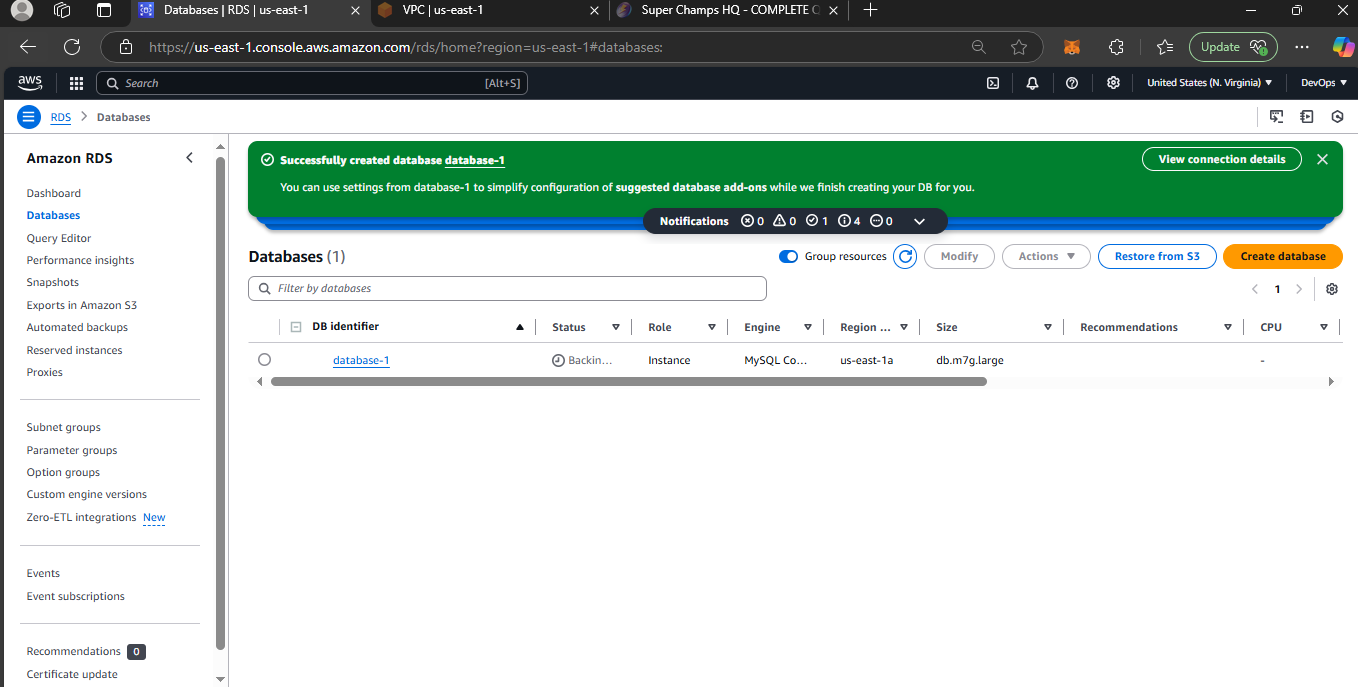 Databases | RDS | us-east-1
VPC | us-east-1
Super Champs HQ - COMPLETE
https://us-east-1.console.aws.amazon.com/rds/home?region=us-east-1#databases:
Update
aws
Search
[Alt+S]
United States (N. Virginia)
DevOps
RDS
Databases
Amazon RDS
Dashboard
Databases
Query Editor
Performance insights
Snapshots
Exports in Amazon S3
Automated backups
Reserved instances
Proxies
Subnet groups
Parameter groups
Option groups
Custom engine versions
Zero-ETL integrations New
Events
Event subscriptions
Recommendations 0
Certificate update
Successfully created database database-1
View connection details
You can use settings from database-1 to simplify configuration of suggested database add-ons while we finish creating your DB for you.
Notifications 0 0 1 4 0
Databases (1)
Group resources
Modify
Actions
Restore from S3
Create database
Filter by databases
1
DB identifier Status Role Engine Region ... Size Recommendations CPU
database-1 Backin... Instance MySQL Co... us-east-1a db.m7g.large -